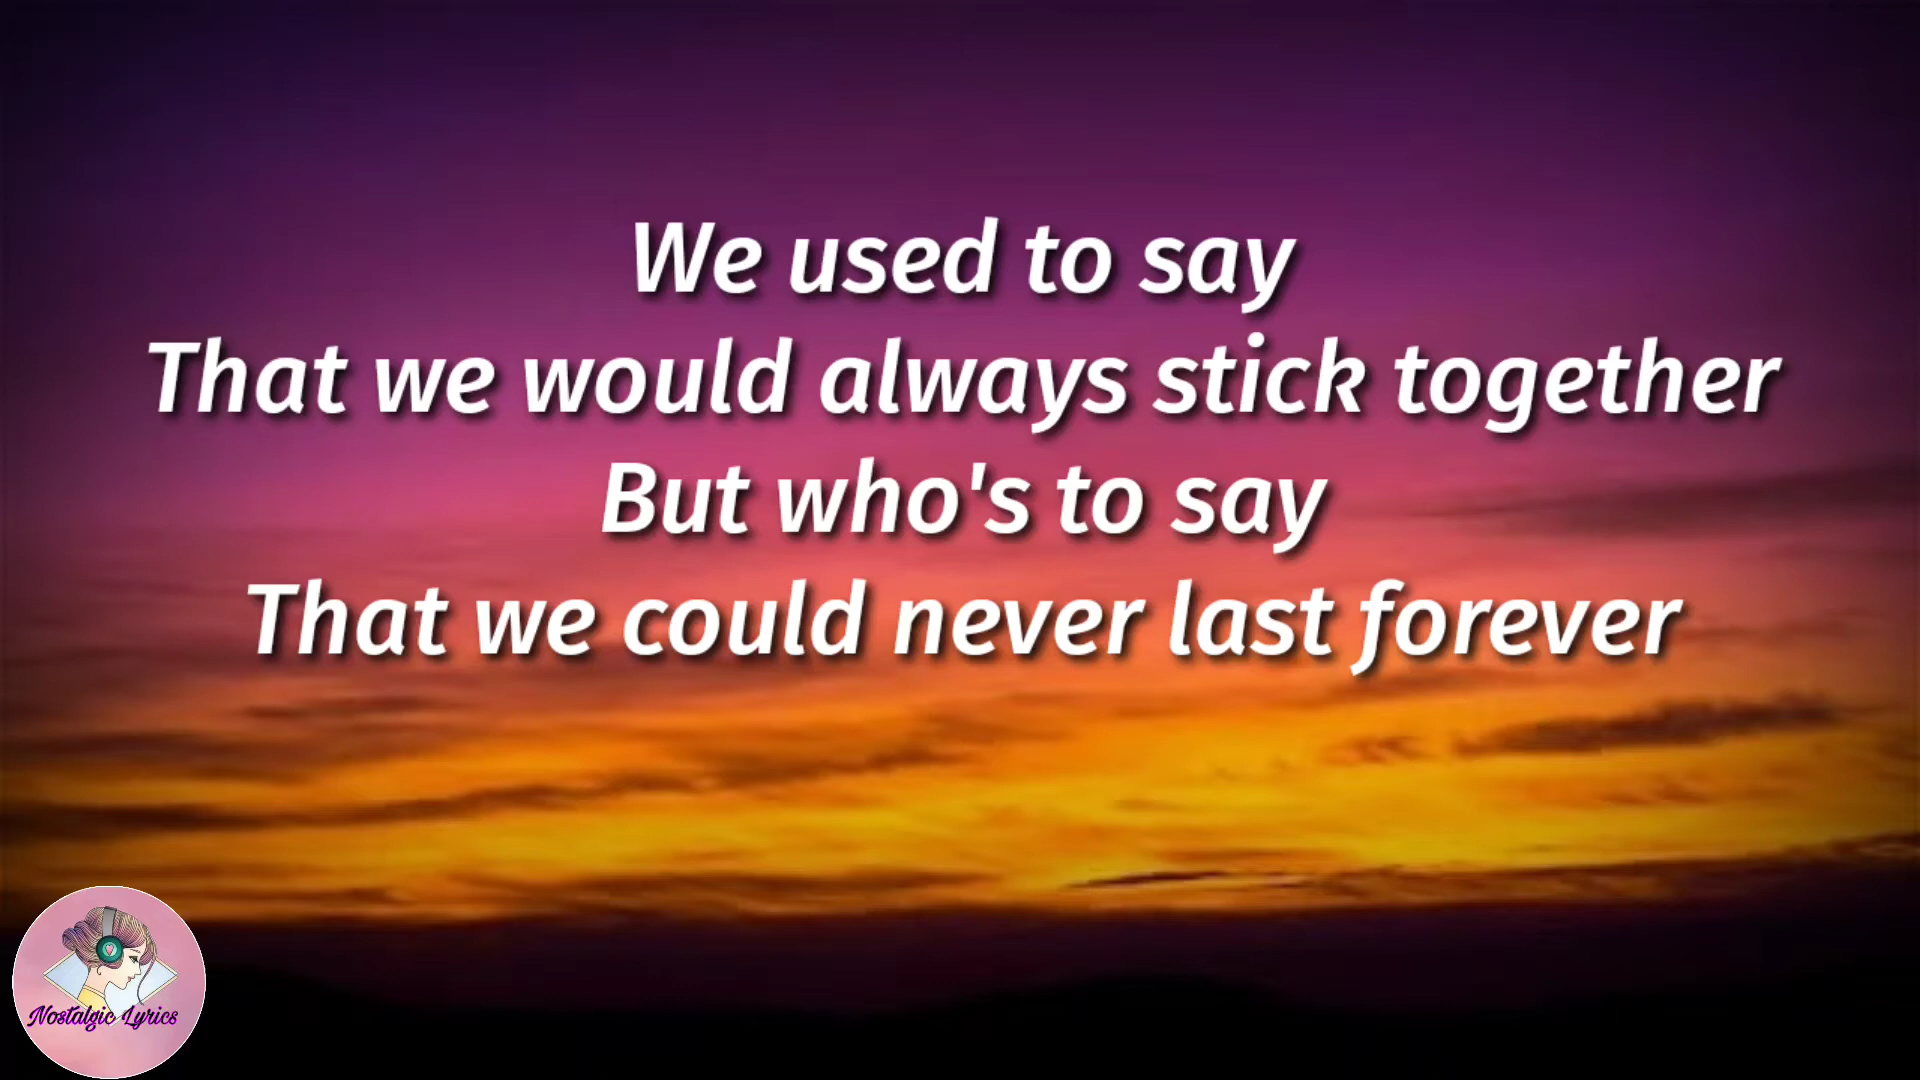 We used to say
That we would always stick together
But who's to say
That we could never last forever
Nostalgic Lyrics